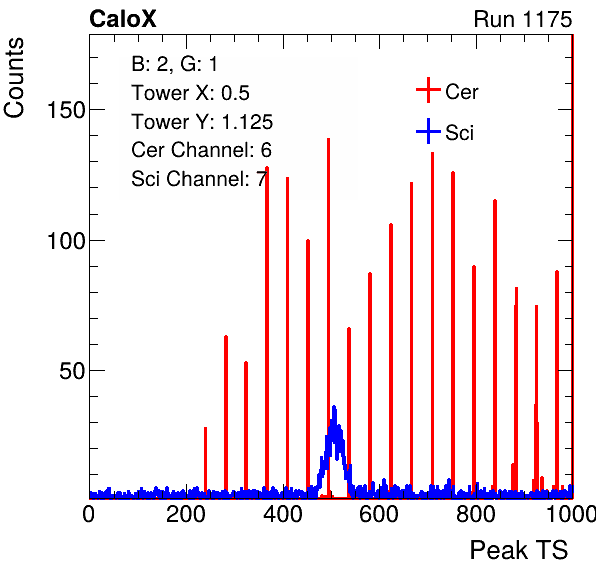 CaloX Run 1175
Counts
B: 2, G: 1
Tower X: 0.5
Tower Y: 1.125
Cer Channel: 6
Sci Channel: 7
Cer
Sci
150
100
50
0 200 400 600 800 1000
Peak TS